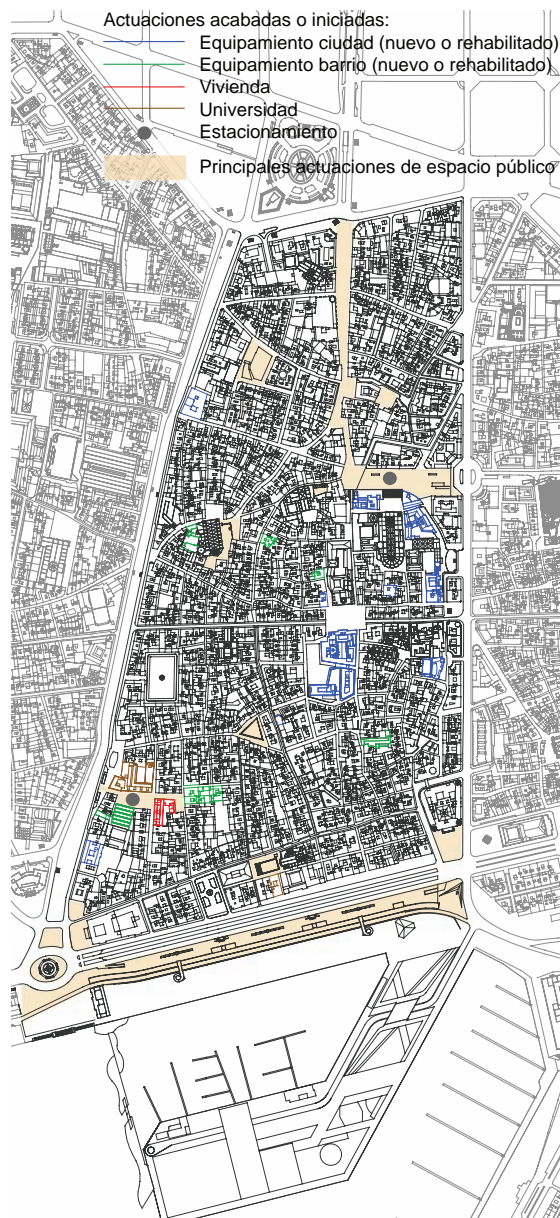 Actuaciones acabadas o iniciadas:
Equipamiento ciudad (nuevo o rehabilitado)
Equipamiento barrio (nuevo o rehabilitado)
Vivienda
Universidad
Estacionamiento
Principales actuaciones de espacio público